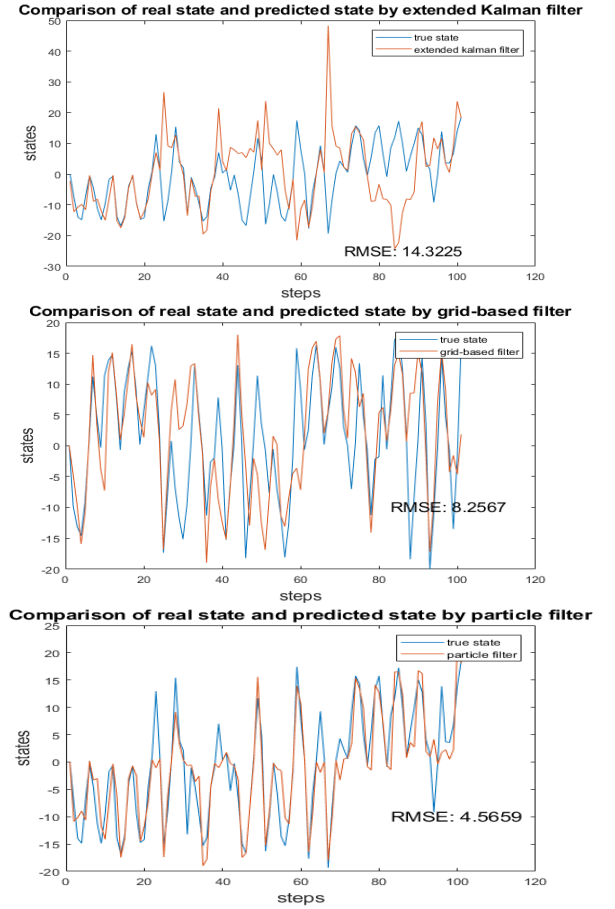 Comparison of real state and predicted state by extended Kalman filter
50
40
30
20
10
0
-10
-20
-30
states
true state
extended kalman filter
RMSE: 14.3225
0 20 40 60 80 100 120
steps
Comparison of real state and predicted state by grid-based filter
20
15
10
5
0
-5
-10
-15
-20
states
true state
grid-based filter
RMSE: 8.2567
0 20 40 60 80 100 120
steps
Comparison of real state and predicted state by particle filter
25
20
15
10
5
0
-5
-10
-15
-20
states
true state
particle filter
RMSE: 4.5659
0 20 40 60 80 100 120
steps